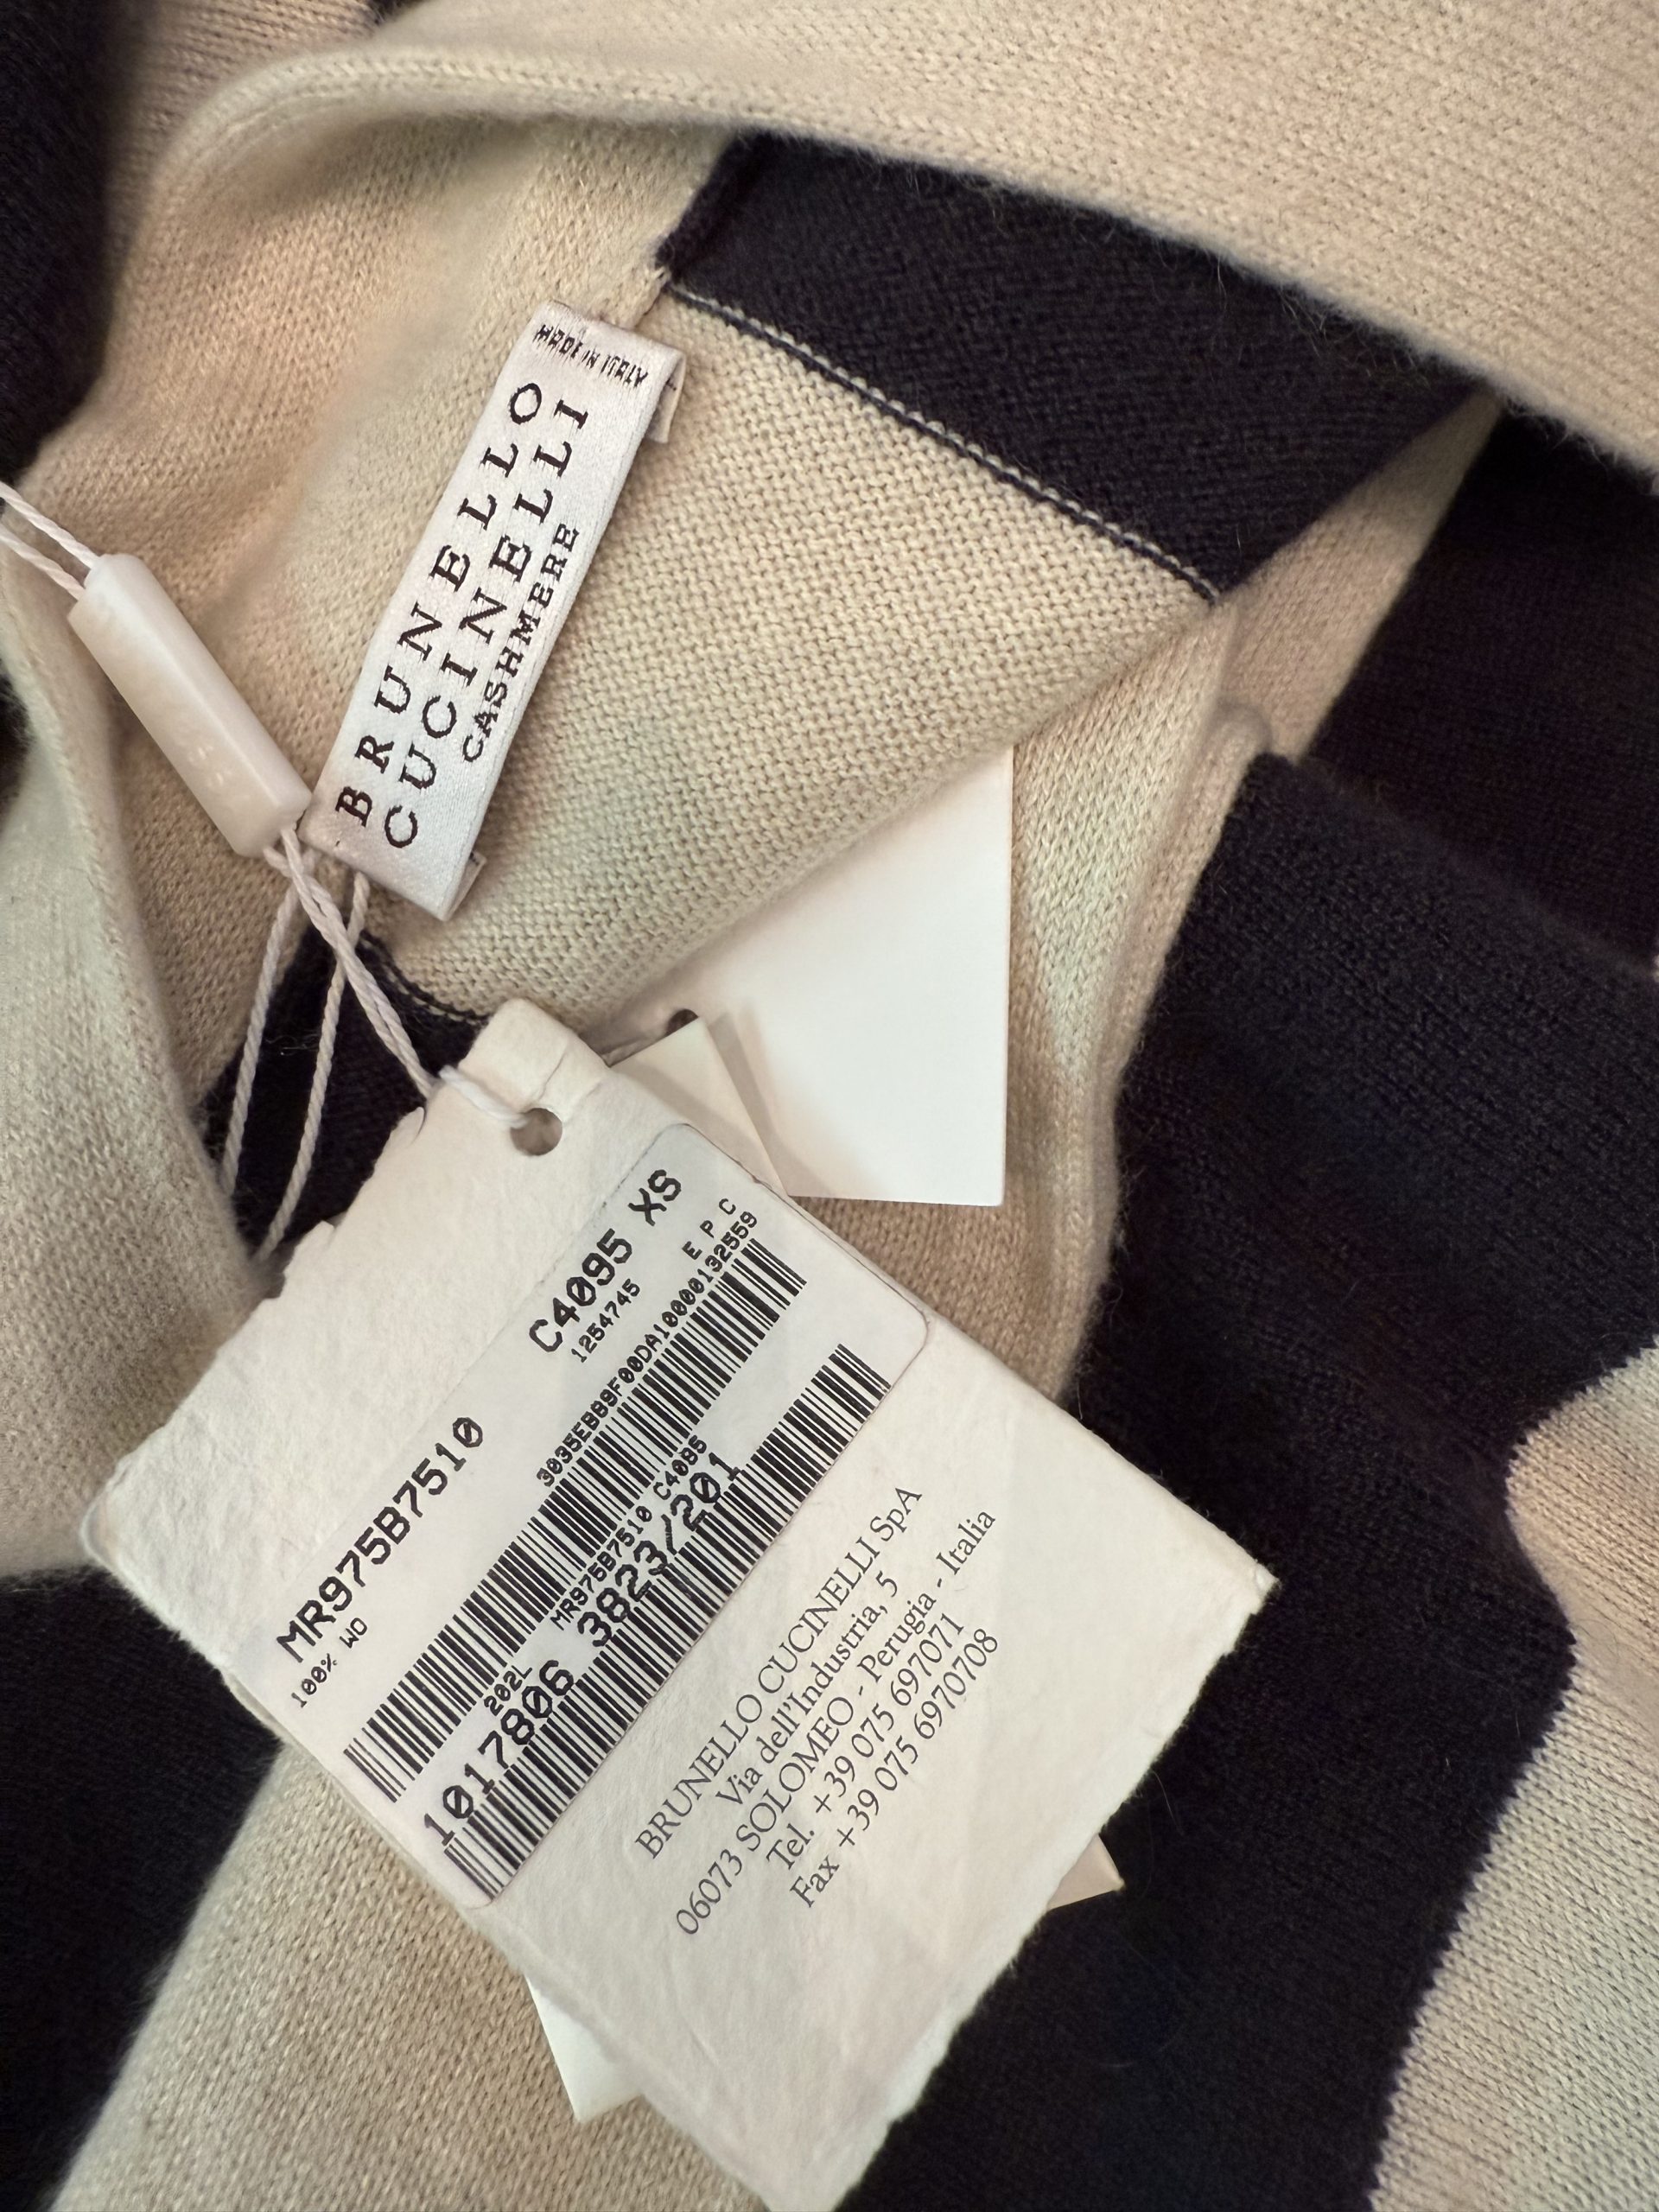 MADE IN ITALY
BRUNELLO
CUCINELLI
CASHMERE
MR975B7510
C4095 XS
100% WO
1254745
E P C
3035EB89F00DA10000132559
202L
MR975B7510 C4095
1017806 3823/201
BRUNELLO CUCINELLI SpA
Via dell'Industria, 5
06073 SOLOMEO - Perugia - Italia
Tel. +39 075 697071
Fax +39 075 6970708